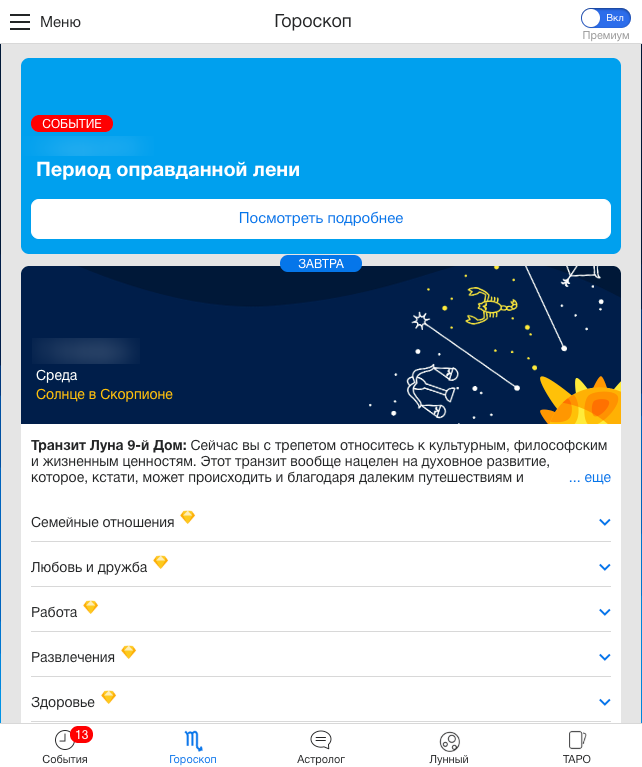 Меню
Гороскоп
Вкл
Премиум
СОБЫТИЕ
Период оправданной лени
Посмотреть подробнее
ЗАВТРА
Среда
Солнце в Скорпионе
Транзит Луна 9-й Дом: Сейчас вы с трепетом относитесь к культурным, философским
и жизненным ценностям. Этот транзит вообще нацелен на духовное развитие,
которое, кстати, может происходить и благодаря далеким путешествиям и ... еще
Семейные отношения
Любовь и дружба
Работа
Развлечения
Здоровье
13
События
Гороскоп
Астролог
Лунный
ТАРО